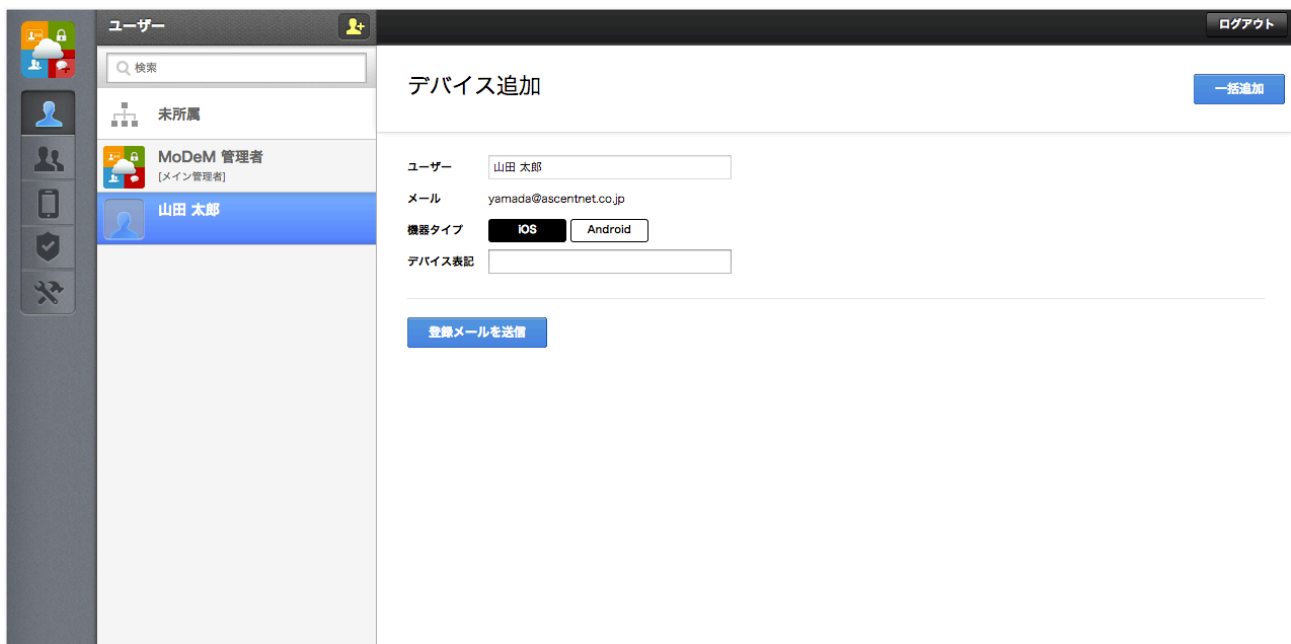 ユーザー
ログアウト
検索
未所属
MoDeM 管理者
[メイン管理者]
山田 太郎
デバイス追加
一括追加
ユーザー 山田 太郎
メール yamada@ascentnet.co.jp
機器タイプ iOS Android
デバイス表記
登録メールを送信